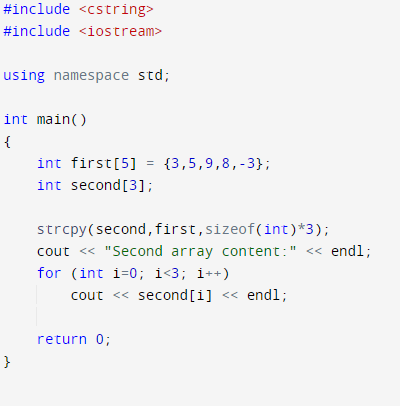 #include <cstring>
#include <iostream>
using namespace std;
int main()
{
int first[5] = {3,5,9,8,-3};
int second[3];
strcpy(second,first,sizeof(int)*3);
cout << "Second array content:" << endl;
for (int i=0; i<3; i++)
cout << second[i] << endl;
return 0;
}